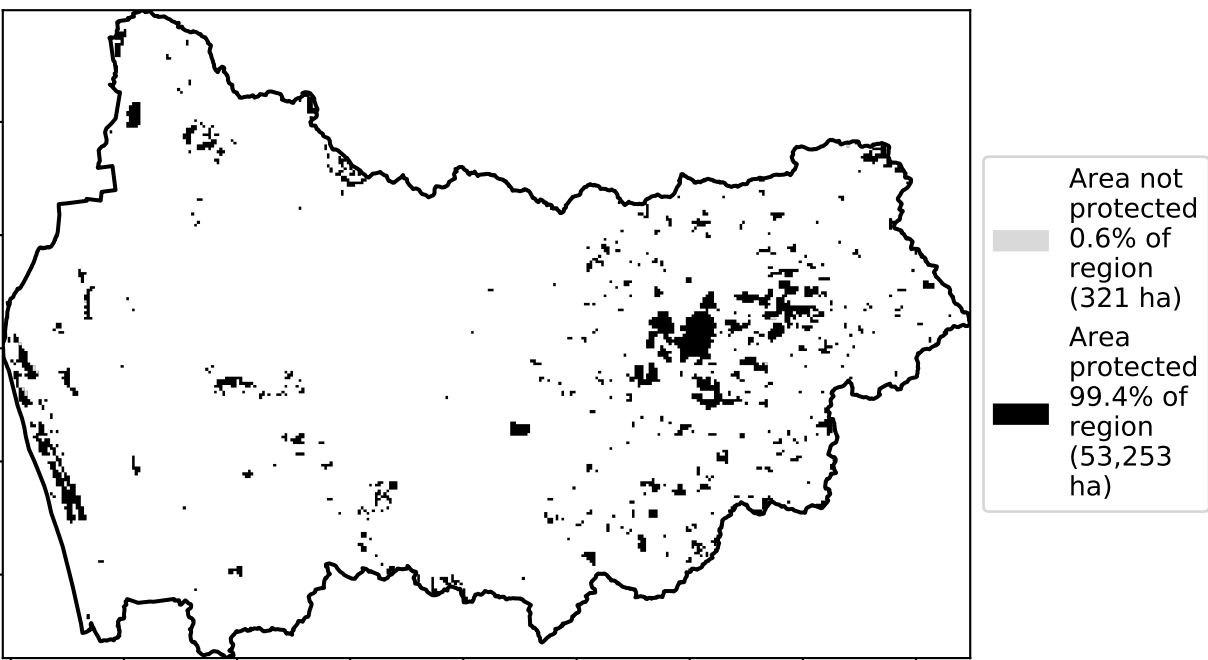 Area not
protected
0.6% of
region
(321 ha)
Area
protected
99.4% of
region
(53,253
ha)